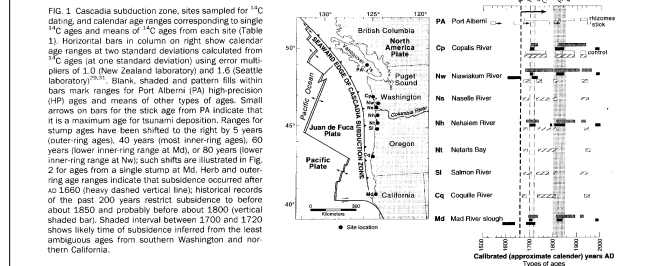 FIG. 1 Cascadia subduction zone, sites sampled for ¹⁴C
dating, and calendar age ranges corresponding to single
¹⁴C ages and means of ¹⁴C ages from each site (Table
1). Horizontal bars in column on right show calendar
age ranges at two standard deviations calculated from
¹⁴C ages (at one standard deviation) using error multi-
pliers of 1.0 (New Zealand laboratory) and 1.6 (Seattle
laboratory)²⁹,³¹. Blank, shaded and pattern fills within
bars mark ranges for Port Alberni (PA) high-precision
(HP) ages and means of other types of ages. Small
arrows on bars for the stick age from PA indicate that
it is a maximum age for tsunami deposition. Ranges for
stump ages have been shifted to the right by 5 years
(outer-ring ages), 40 years (most inner-ring ages), 60
years (lower inner-ring range at Md), or 80 years (lower
inner-ring range at Nw); such shifts are illustrated in Fig.
2 for ages from a single stump at Md. Herb and outer-
ring age ranges indicate that subsidence occurred after
AD 1660 (heavy dashed vertical line); historical records
of the past 200 years restrict subsidence to before
about 1850 and probably before about 1800 (vertical
shaded bar). Shaded interval between 1700 and 1720
shows likely time of subsidence inferred from the least
ambiguous ages from southern Washington and nor-
thern California.
130° 125° 120°
British Columbia
50°
North
America
Plate
SEAWARD EDGE OF CASCADIA SUBDUCTION ZONE
PA
Puget
Sound
Pacific Ocean
Washington
Cp
Nw
Ns
Columbia River
Nh
Nt
Sl
45°
Juan de Fuca
Plate
Oregon
Cq
Pacific
Plate
Md
California
40°
0 300
Kilometers
Site location
PA Port Alberni
rhizomes
stick
Cp Copalis River
control
Nw Niawiakum River
Ns Naselle River
Nh Nehalem River
Nt Netarts Bay
Sl Salmon River
Cq Coquille River
Md Mad River slough
1500 1600 1700 1800 1900 2000
Calibrated (approximate calender) years AD
Types of ages